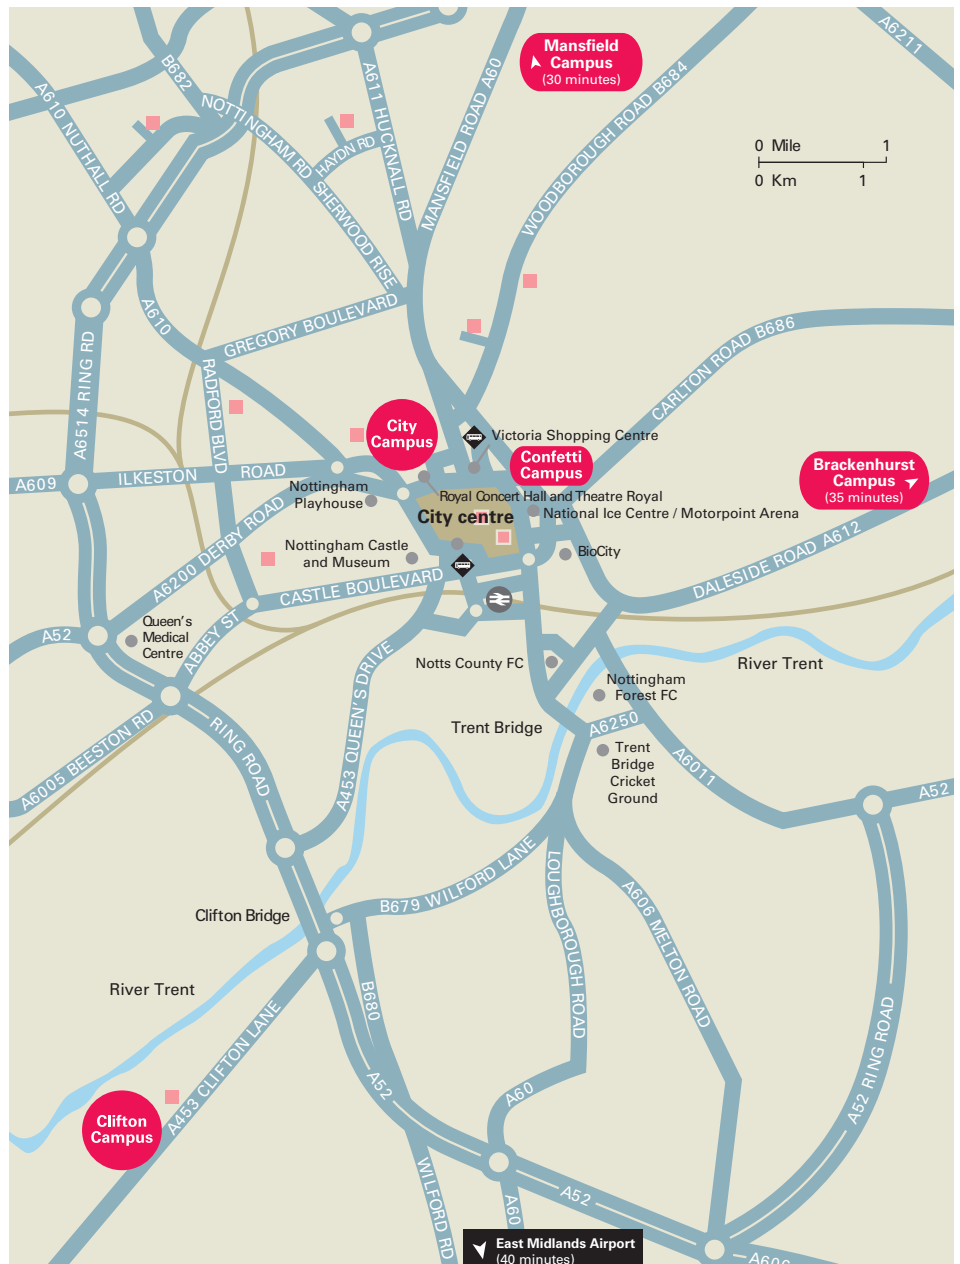 A6211
Mansfield
Campus
(30 minutes)
B682
A611 HUCKNALL RD
MANSFIELD ROAD A60
WOODBOROUGH ROAD B684
A610 NUTHALL RD
NOTTINGHAM RD
HAYDN RD
SHERWOOD RISE
0 Mile 1
0 Km 1
A610
GREGORY BOULEVARD
CARLTON ROAD B686
A6514 RING RD
RADFORD BLVD
City
Campus
Victoria Shopping Centre
Confetti
Campus
Brackenhurst
Campus
(35 minutes)
A609
ILKESTON ROAD
Nottingham
Playhouse
Royal Concert Hall and Theatre Royal
City centre
National Ice Centre / Motorpoint Arena
A6200 DERBY ROAD
Nottingham Castle
and Museum
BioCity
DALESIDE ROAD A612
CASTLE BOULEVARD
A52
Queen's
Medical
Centre
ABBEY ST
Notts County FC
River Trent
Nottingham
Forest FC
A453 QUEEN'S DRIVE
RING ROAD
A6005 BEESTON RD
Trent Bridge
A6250
Trent
Bridge
Cricket
Ground
A6011
A52
B679 WILFORD LANE
LOUGHBOROUGH ROAD
A606 MELTON ROAD
Clifton Bridge
River Trent
B680
A453 CLIFTON LANE
A52 RING ROAD
Clifton
Campus
A52
A60
WILFORD RD
A60
A52
East Midlands Airport
(40 minutes)
A606